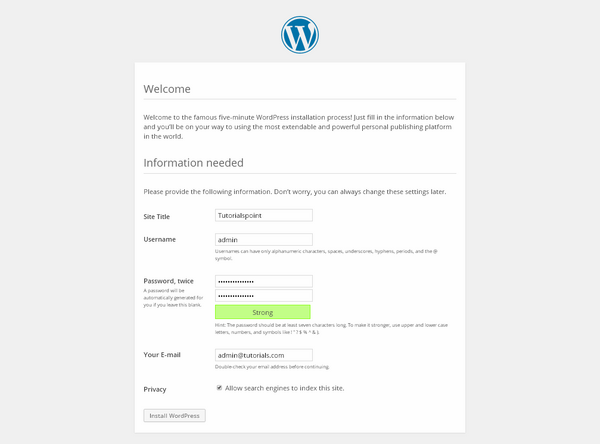 Welcome
Welcome to the famous five-minute WordPress installation process! Just fill in the information below
and you'll be on your way to using the most extendable and powerful personal publishing platform
in the world.
Information needed
Please provide the following information. Don't worry, you can always change these settings later.
Site Title
Tutorialspoint
Username
admin
Usernames can have only alphanumeric characters, spaces, underscores, hyphens, periods, and the @
symbol.
Password, twice
A password will be
automatically generated for
you if you leave this blank.
•••••••••••••••
•••••••••••••••
Strong
Hint: The password should be at least seven characters long. To make it stronger, use upper and lower case
letters, numbers, and symbols like ! " ? $ % ^ & ).
Your E-mail
admin@tutorials.com
Double-check your email address before continuing.
Privacy
Allow search engines to index this site.
Install WordPress